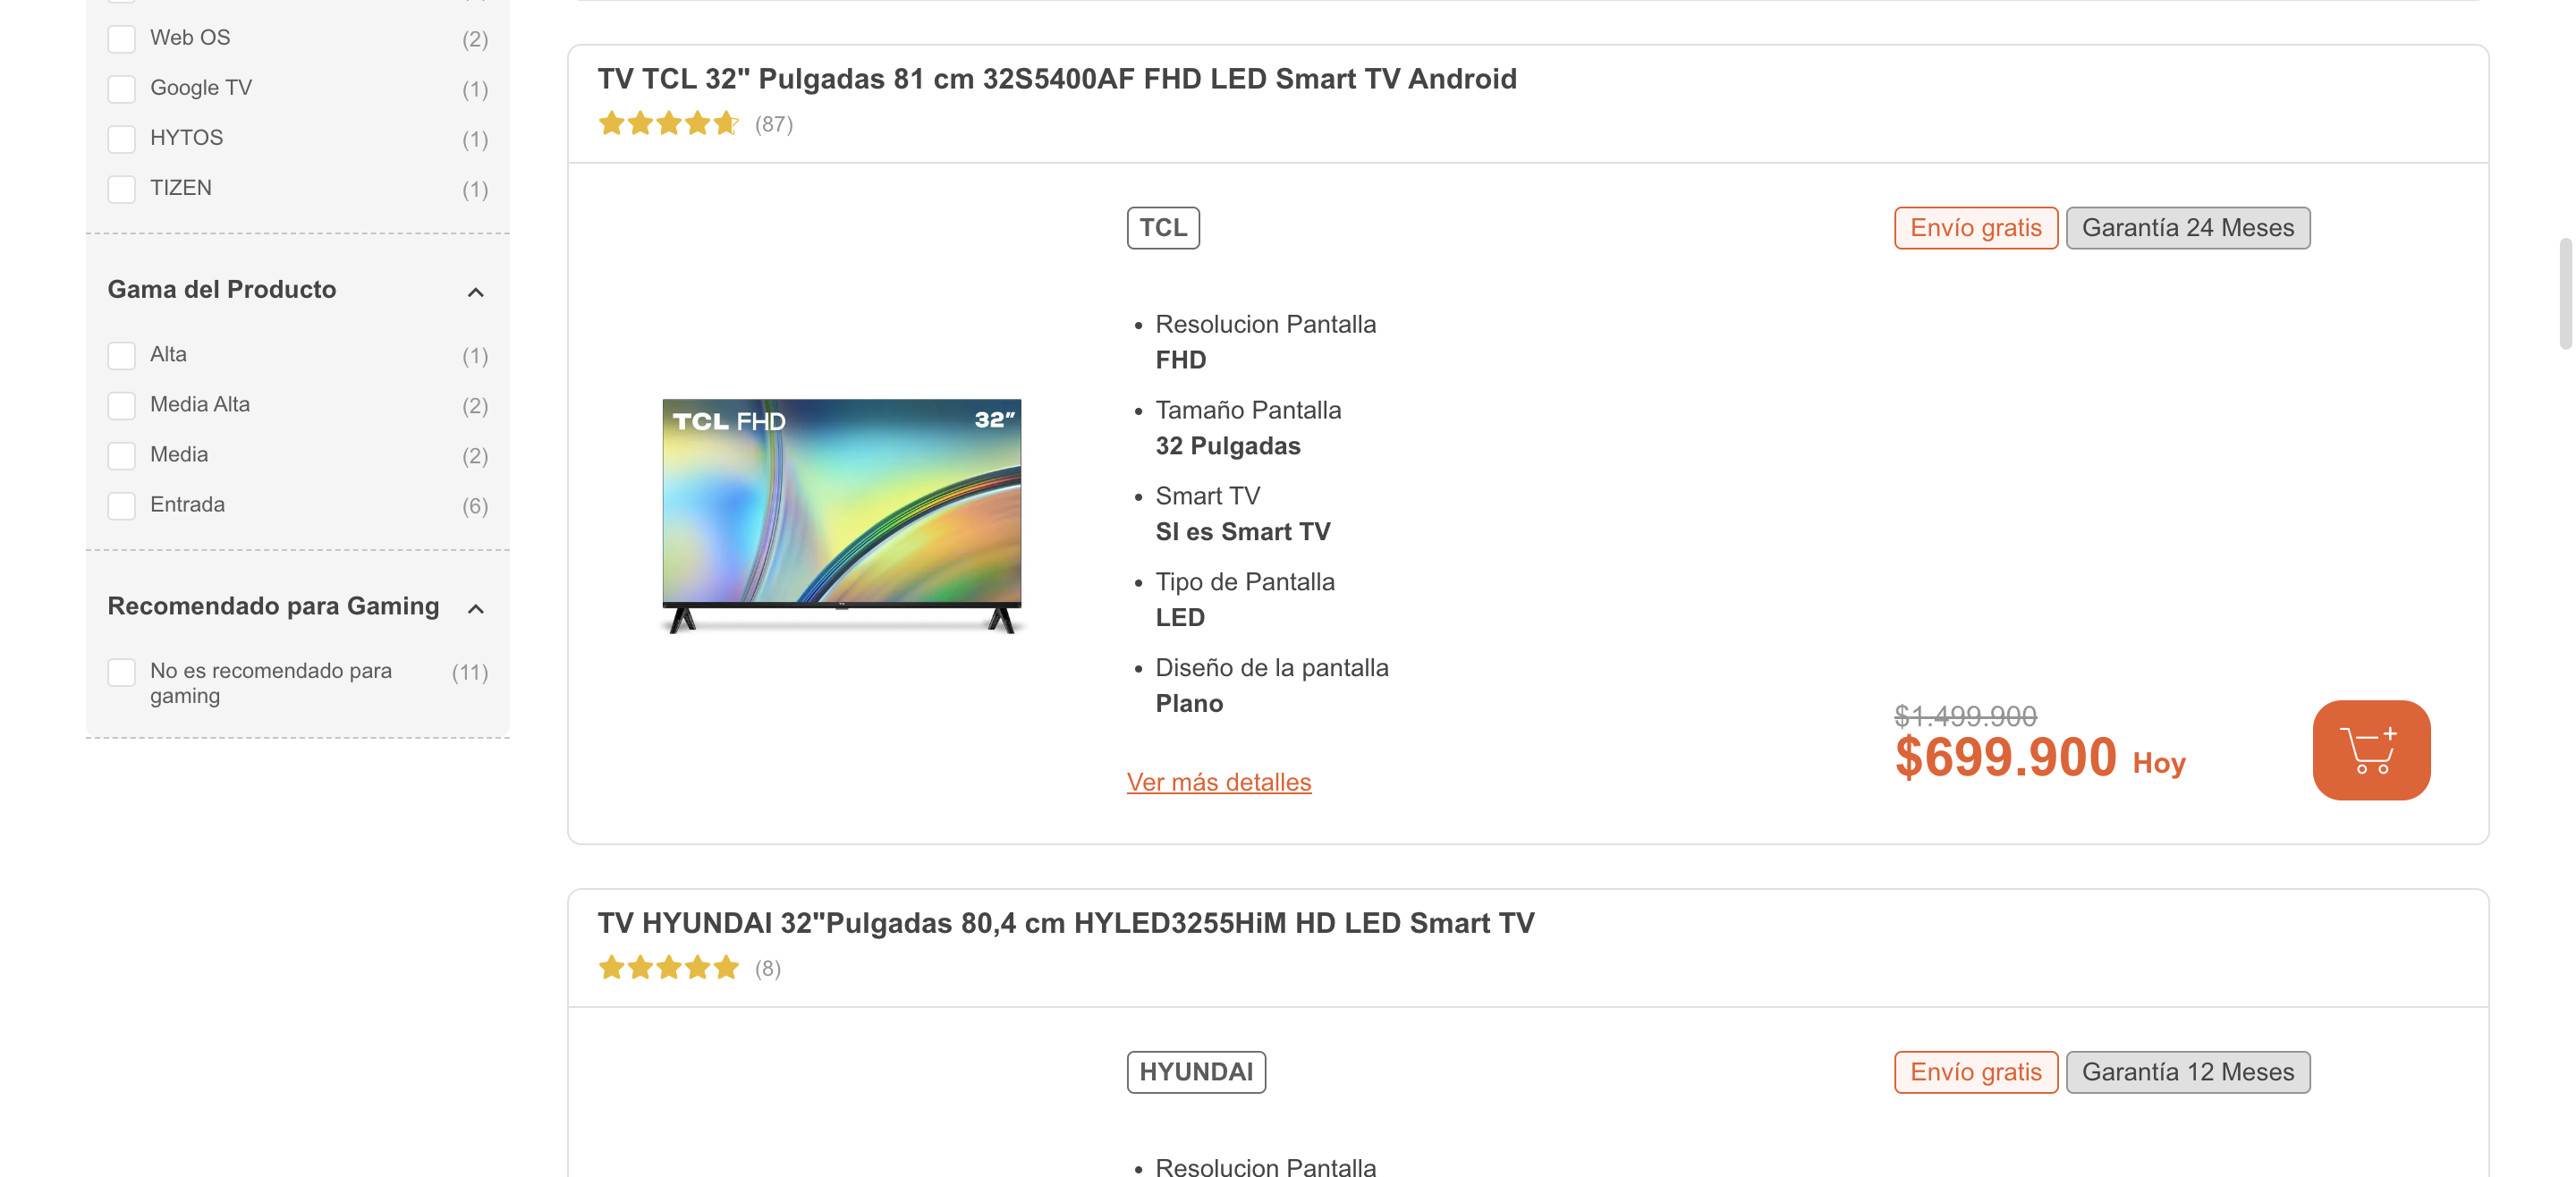 Web OS (2)
Google TV (1)
HYTOS (1)
TIZEN (1)
Gama del Producto
Alta (1)
Media Alta (2)
Media (2)
Entrada (6)
Recomendado para Gaming
No es recomendado para (11)
gaming
TV TCL 32" Pulgadas 81 cm 32S5400AF FHD LED Smart TV Android
(87)
TCL
Envío gratis Garantía 24 Meses
TCL FHD 32"
• Resolucion Pantalla
FHD
• Tamaño Pantalla
32 Pulgadas
• Smart TV
SI es Smart TV
• Tipo de Pantalla
LED
• Diseño de la pantalla
Plano
Ver más detalles
$1.499.900
$699.900 Hoy
TV HYUNDAI 32"Pulgadas 80,4 cm HYLED3255HiM HD LED Smart TV
(8)
HYUNDAI
Envío gratis Garantía 12 Meses
• Resolucion Pantalla